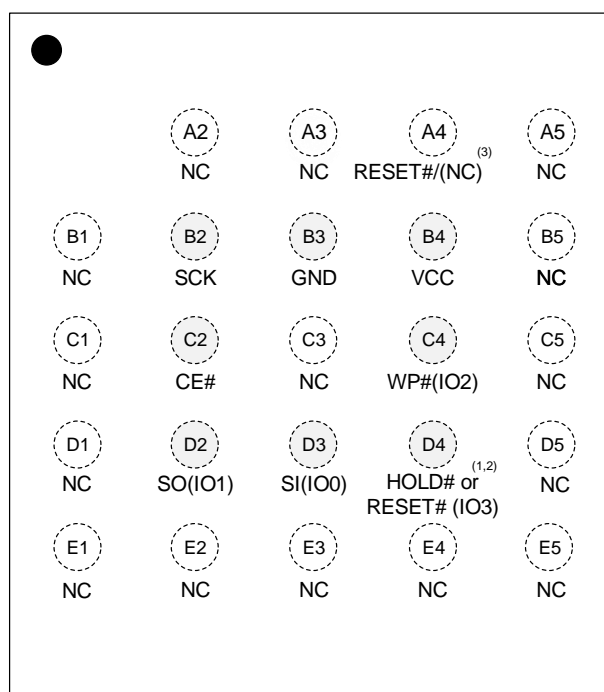 A2 A3 A4 A5
(3)
NC NC RESET#/(NC) NC
B1 B2 B3 B4 B5
NC SCK GND VCC NC
C1 C2 C3 C4 C5
NC CE# NC WP#(IO2) NC
D1 D2 D3 D4 D5
(1,2)
NC SO(IO1) SI(IO0) HOLD# or NC
RESET# (IO3)
E1 E2 E3 E4 E5
NC NC NC NC NC